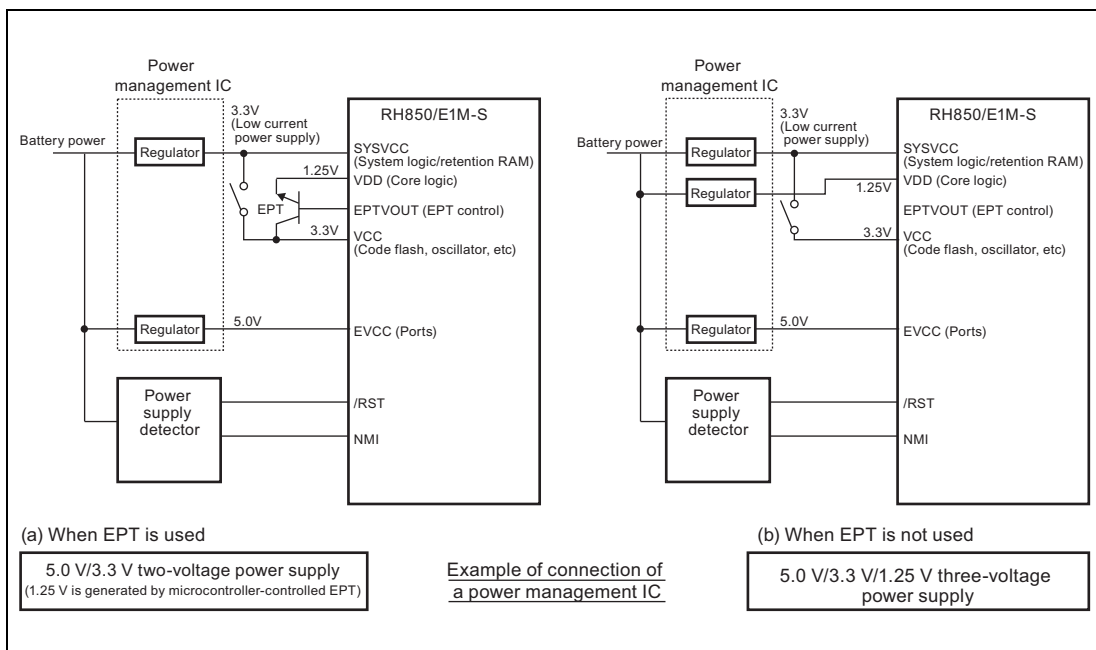 Power
management IC
3.3V
(Low current
power supply)
RH850/E1M-S
Battery power
Regulator
SYSVCC
(System logic/retention RAM)
1.25V
VDD (Core logic)
EPT
EPTVOUT (EPT control)
3.3V
VCC
(Code flash, oscillator, etc)
Regulator
5.0V
EVCC (Ports)
Power
supply
detector
/RST
NMI
(a) When EPT is used
5.0 V/3.3 V two-voltage power supply
(1.25 V is generated by microcontroller-controlled EPT)
Example of connection of
a power management IC
Power
management IC
3.3V
(Low current
power supply)
RH850/E1M-S
Battery power
Regulator
SYSVCC
(System logic/retention RAM)
Regulator
1.25V
VDD (Core logic)
EPTVOUT (EPT control)
3.3V
VCC
(Code flash, oscillator, etc)
Regulator
5.0V
EVCC (Ports)
Power
supply
detector
/RST
NMI
(b) When EPT is not used
5.0 V/3.3 V/1.25 V three-voltage
power supply